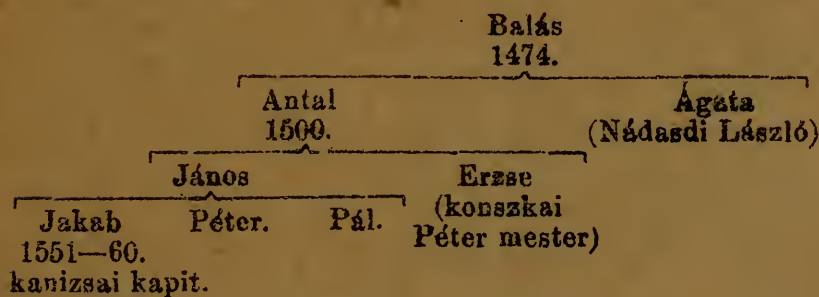 Balás
1474.
Antal Ágata
1500. (Nádasdi László)
János Erzse
Jakab Péter. Pál. (konszkai
1551—60. Péter mester)
kanizsai kapit.